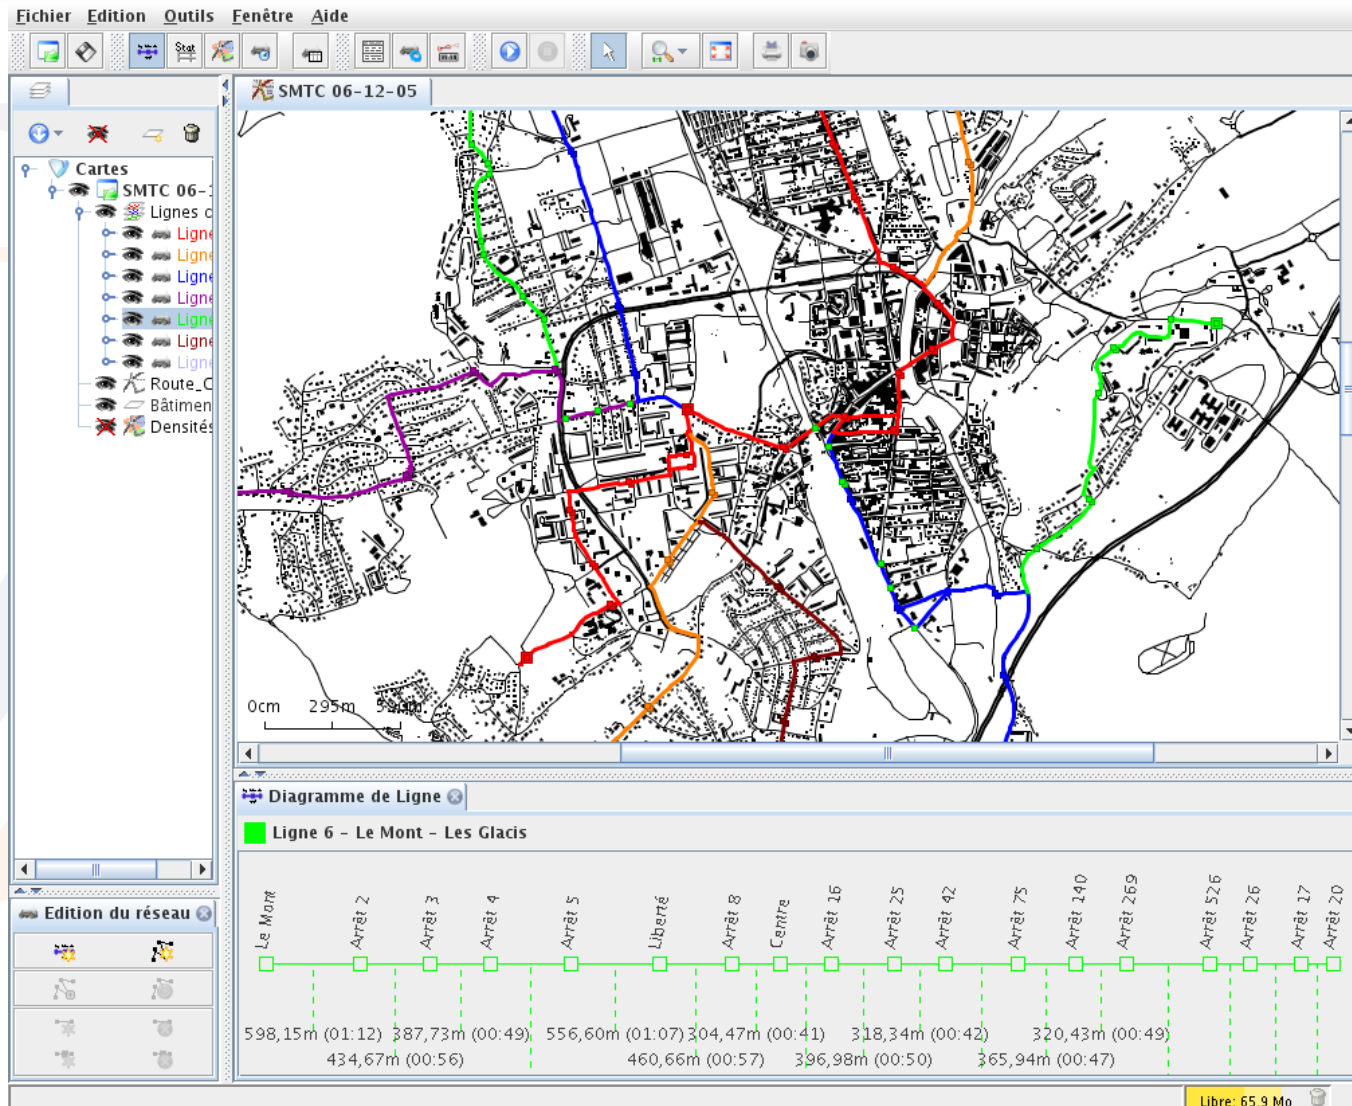 Fichier Edition Outils Fenêtre Aide
Stat
1:1
SMTC 06-12-05
Cartes
SMTC 06-1
Lignes d
Ligne
Ligne
Ligne
Ligne
Ligne
Ligne
Ligne
Route_C
Bâtimen
Densités
0cm 295m
Diagramme de Ligne
Ligne 6 - Le Mont - Les Glacis
Le Mont Arrêt 2 Arrêt 3 Arrêt 4 Arrêt 5 Liberté Arrêt 8 Centre Arrêt 16 Arrêt 25 Arrêt 42 Arrêt 75 Arrêt 140 Arrêt 269 Arrêt 526 Arrêt 26 Arrêt 17 Arrêt 20
598,15m (01:12) 387,73m (00:49) 556,60m (01:07) 304,47m (00:41) 318,34m (00:42) 320,43m (00:49)
434,67m (00:56) 460,66m (00:57) 396,98m (00:50) 365,94m (00:47)
Edition du réseau
Libre: 65,9 Mo